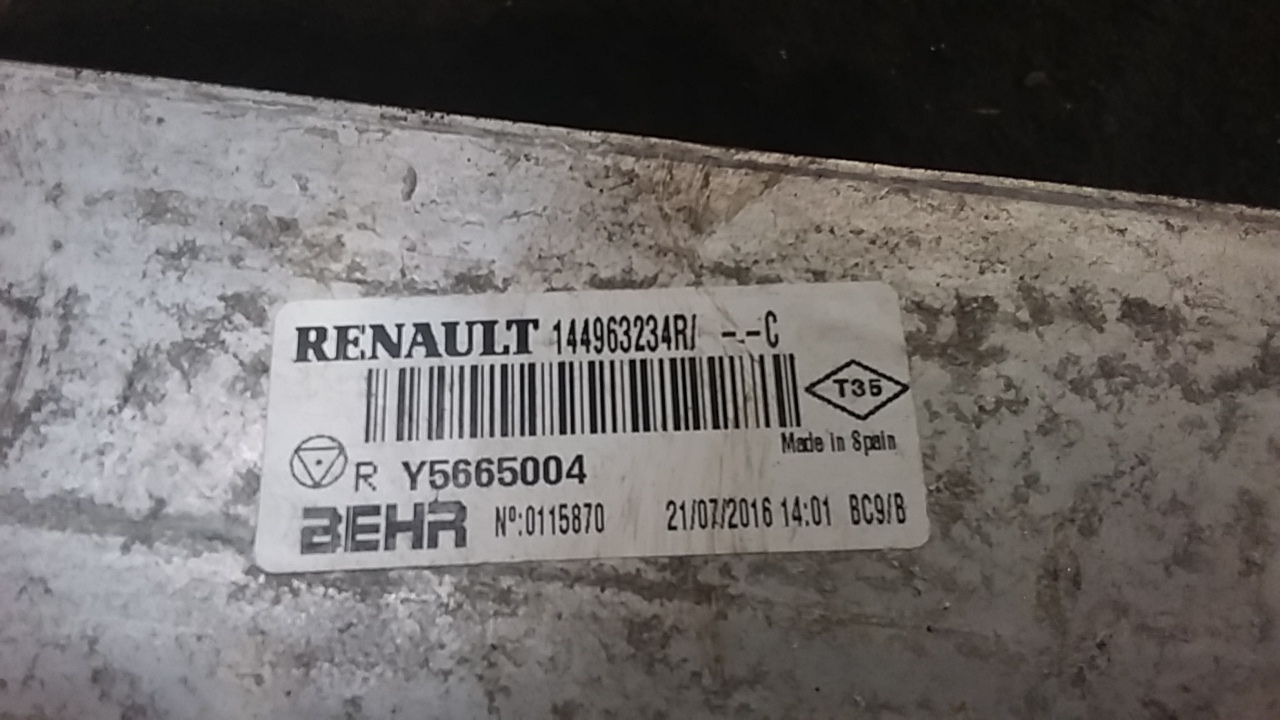 RENAULT 144963234R/ --C
T35
Made in Spain
R Y5665004
BEHR Nº:0115870 21/07/2016 14:01 BC9/B